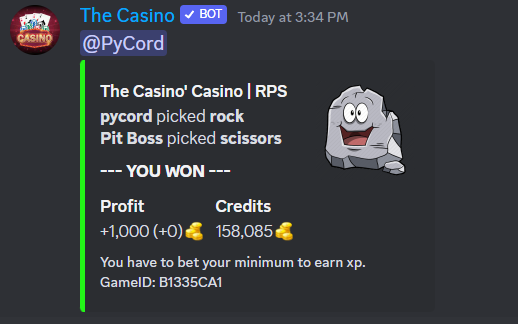 The Casino ✓ BOT Today at 3:34 PM
CASINO
@PyCord
The Casino' Casino | RPS
pycord picked rock
Pit Boss picked scissors
--- YOU WON ---
Profit Credits
+1,000 (+0) 158,085
You have to bet your minimum to earn xp.
GameID: B1335CA1